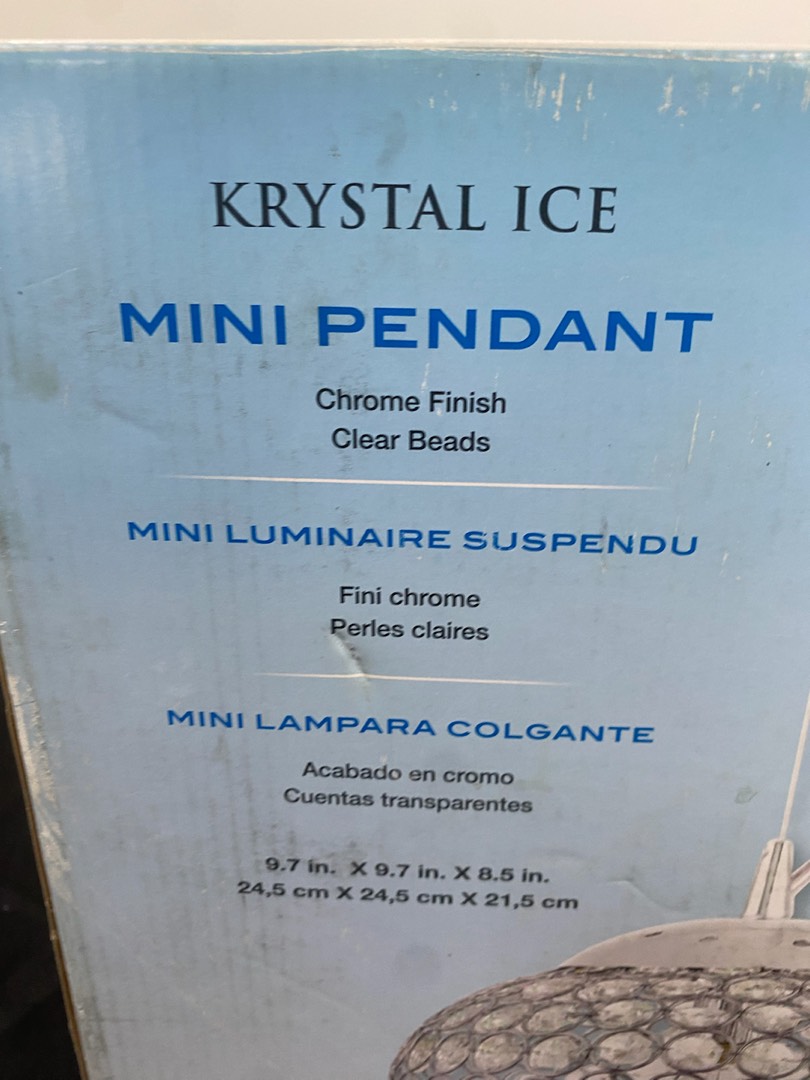 KRYSTAL ICE
MINI PENDANT
Chrome Finish
Clear Beads
MINI LUMINAIRE SUSPENDU
Fini chrome
Perles claires
MINI LAMPARA COLGANTE
Acabado en cromo
Cuentas transparentes
9.7 in. X 9.7 in. X 8.5 in.
24,5 cm X 24,5 cm X 21,5 cm